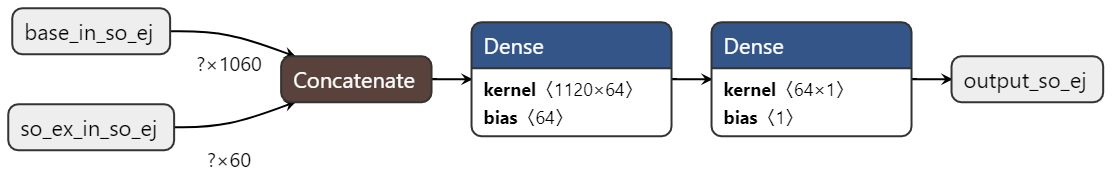 base_in_so_ej
?×1060
so_ex_in_so_ej
?×60
Concatenate
Dense
kernel 〈1120×64〉
bias 〈64〉
Dense
kernel 〈64×1〉
bias 〈1〉
output_so_ej